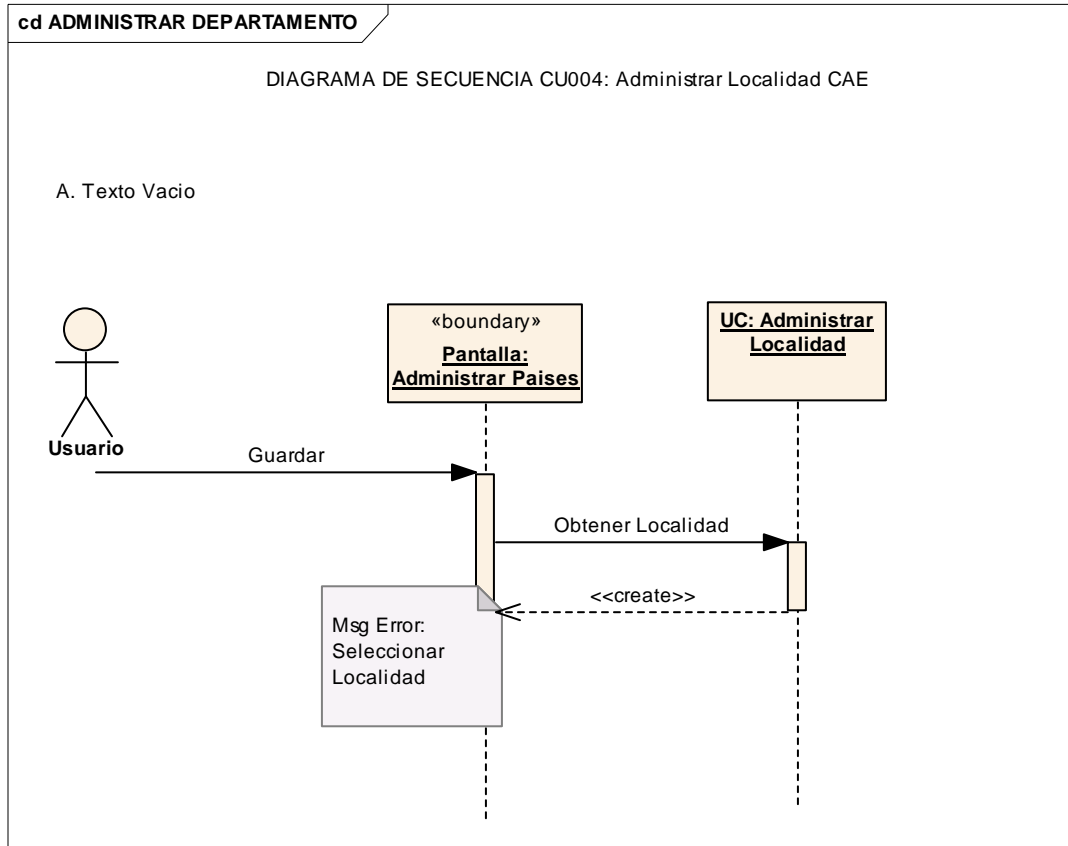 cd ADMINISTRAR DEPARTAMENTO
DIAGRAMA DE SECUENCIA CU004: Administrar Localidad CAE
A. Texto Vacio
«boundary»
Pantalla:
Administrar Paises
UC: Administrar
Localidad
Usuario
Guardar
Obtener Localidad
<<create>>
Msg Error:
Seleccionar
Localidad